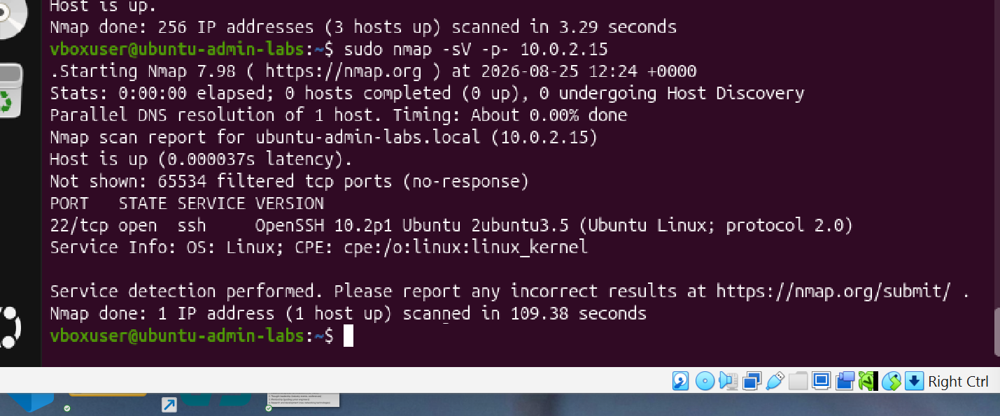 Host is up.
Nmap done: 256 IP addresses (3 hosts up) scanned in 3.29 seconds
vboxuser@ubuntu-admin-labs:~$ sudo nmap -sV -p- 10.0.2.15
.Starting Nmap 7.98 ( https://nmap.org ) at 2026-08-25 12:24 +0000
Stats: 0:00:00 elapsed; 0 hosts completed (0 up), 0 undergoing Host Discovery
Parallel DNS resolution of 1 host. Timing: About 0.00% done
Nmap scan report for ubuntu-admin-labs.local (10.0.2.15)
Host is up (0.000037s latency).
Not shown: 65534 filtered tcp ports (no-response)
PORT   STATE SERVICE VERSION
22/tcp open  ssh     OpenSSH 10.2p1 Ubuntu 2ubuntu3.5 (Ubuntu Linux; protocol 2.0)
Service Info: OS: Linux; CPE: cpe:/o:linux:linux_kernel
Service detection performed. Please report any incorrect results at https://nmap.org/submit/ .
Nmap done: 1 IP address (1 host up) scanned in 109.38 seconds
vboxuser@ubuntu-admin-labs:~$
Right Ctrl